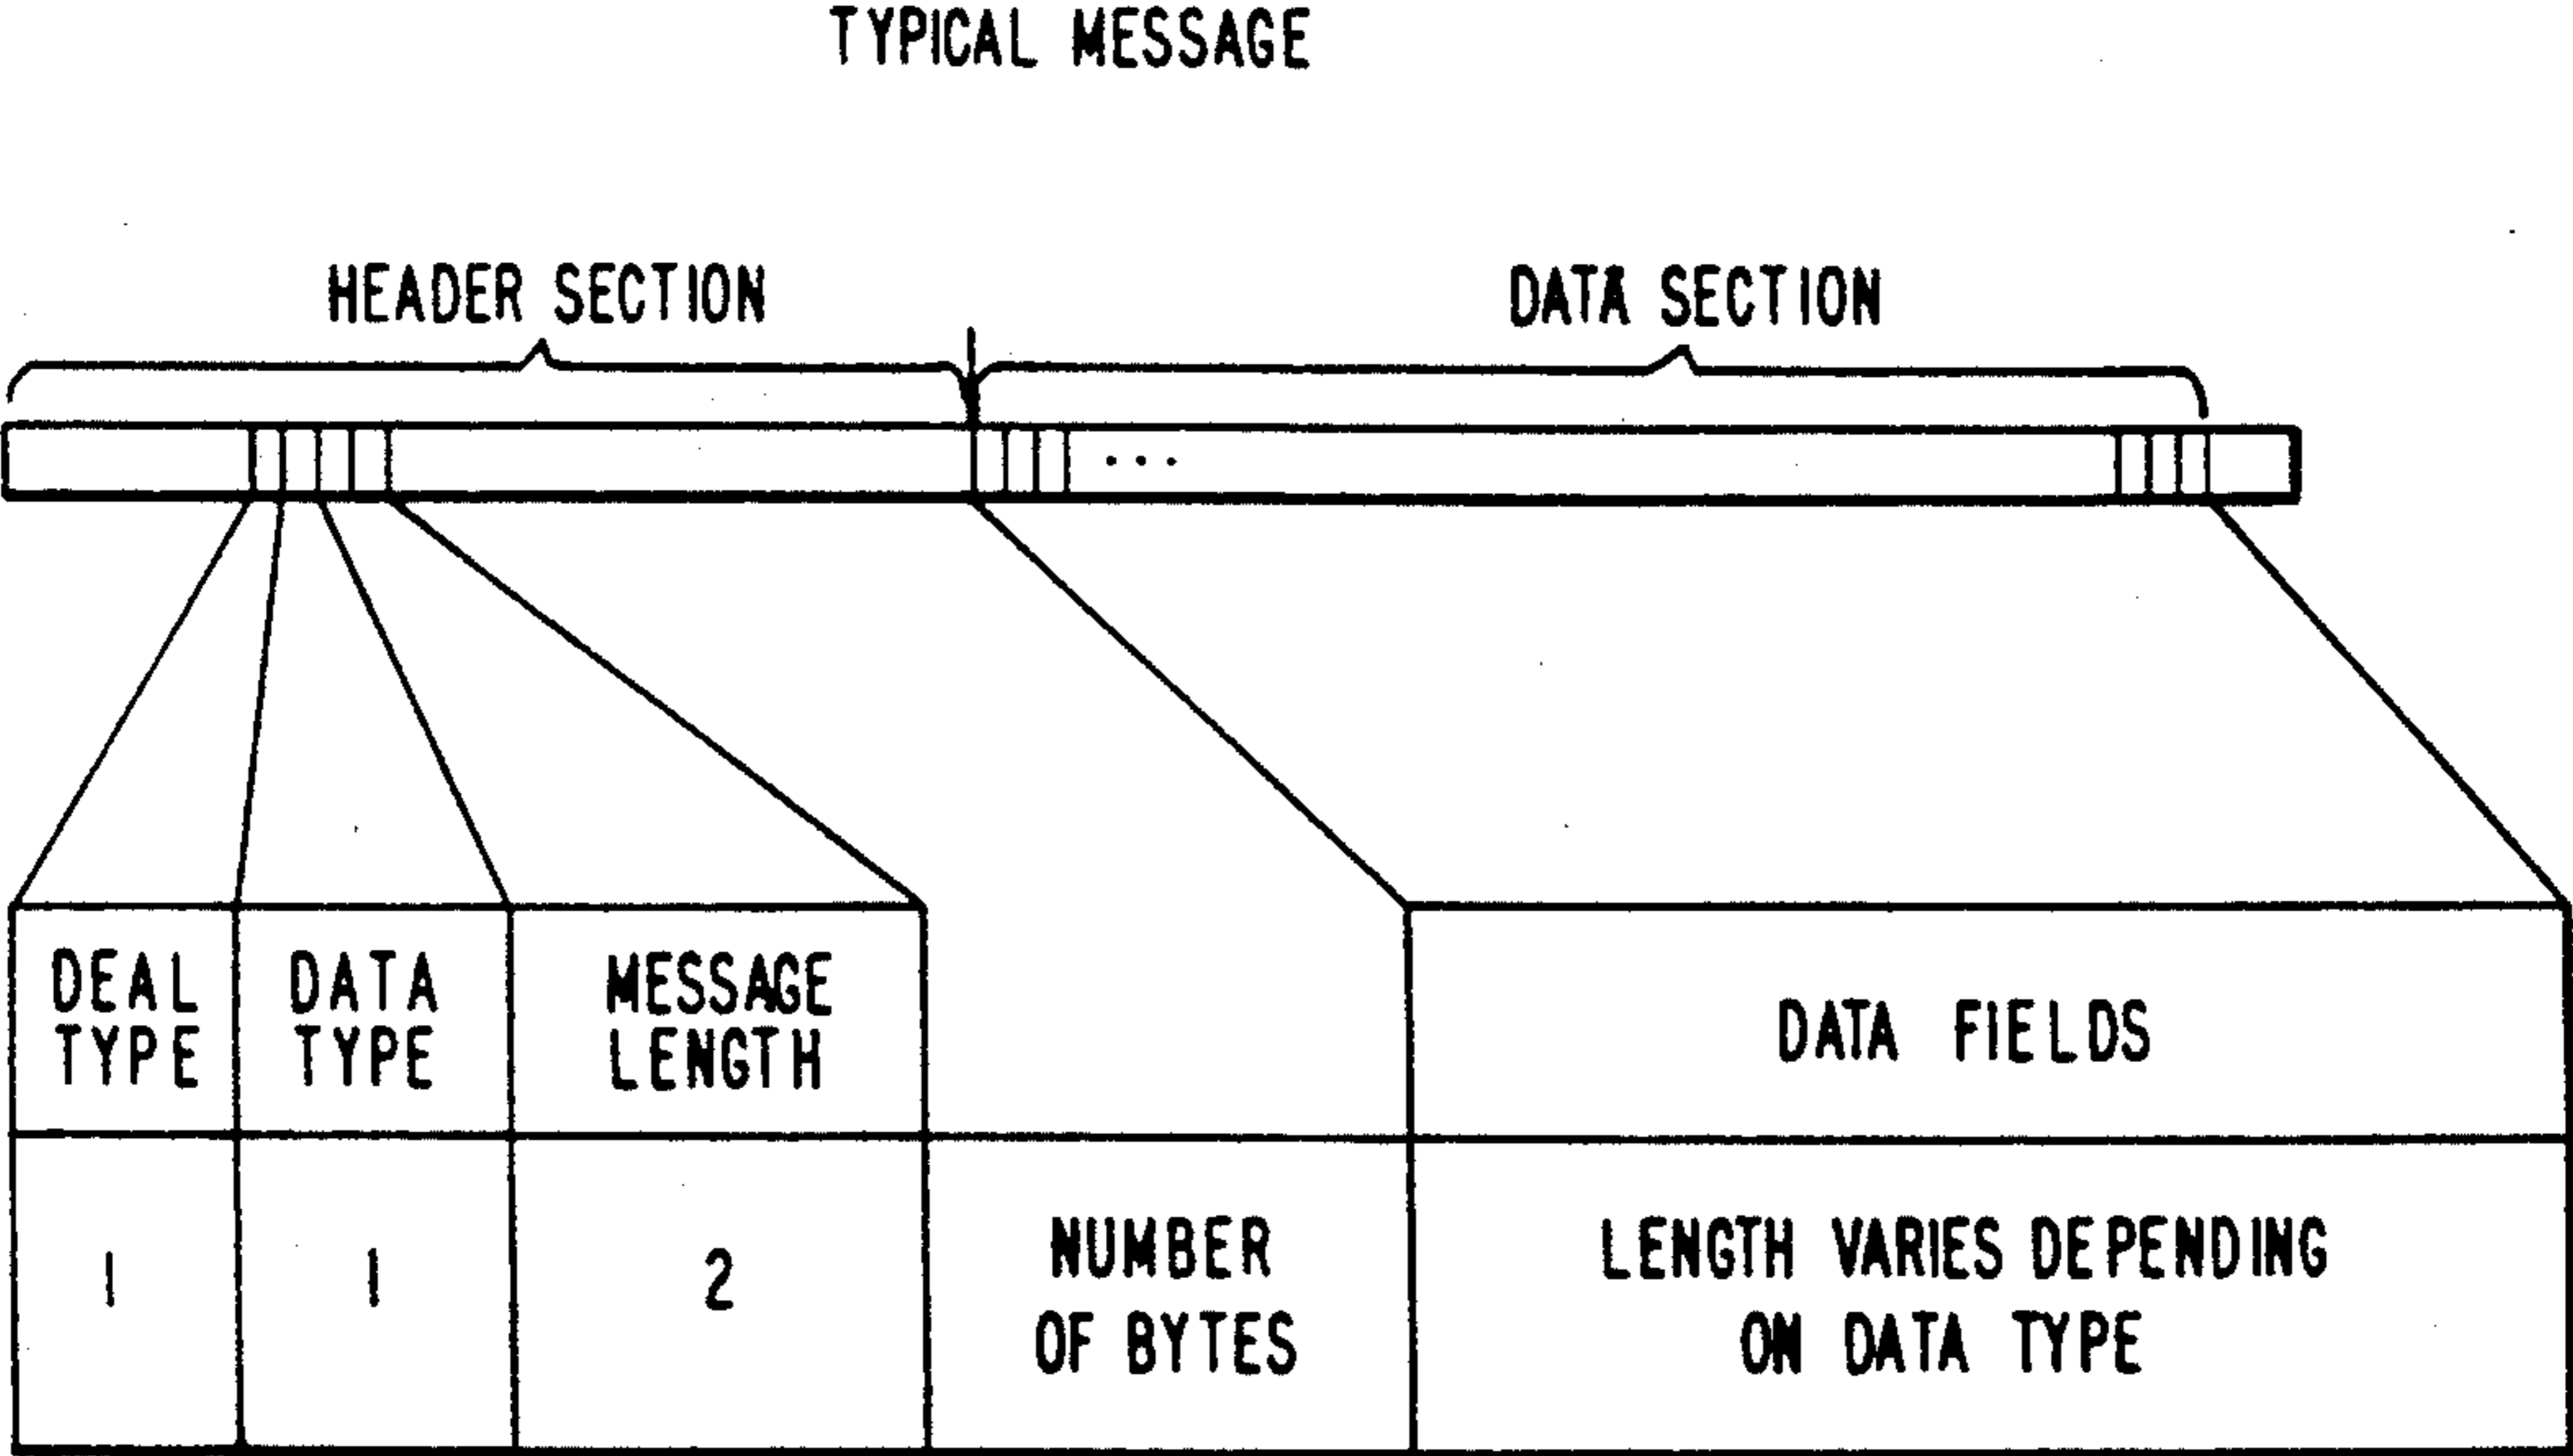 TYPICAL MESSAGE
HEADER SECTION
DATA SECTION
...
DEAL
TYPE
DATA
TYPE
MESSAGE
LENGTH
DATA FIELDS
1
1
2
NUMBER
OF BYTES
LENGTH VARIES DEPENDING
ON DATA TYPE